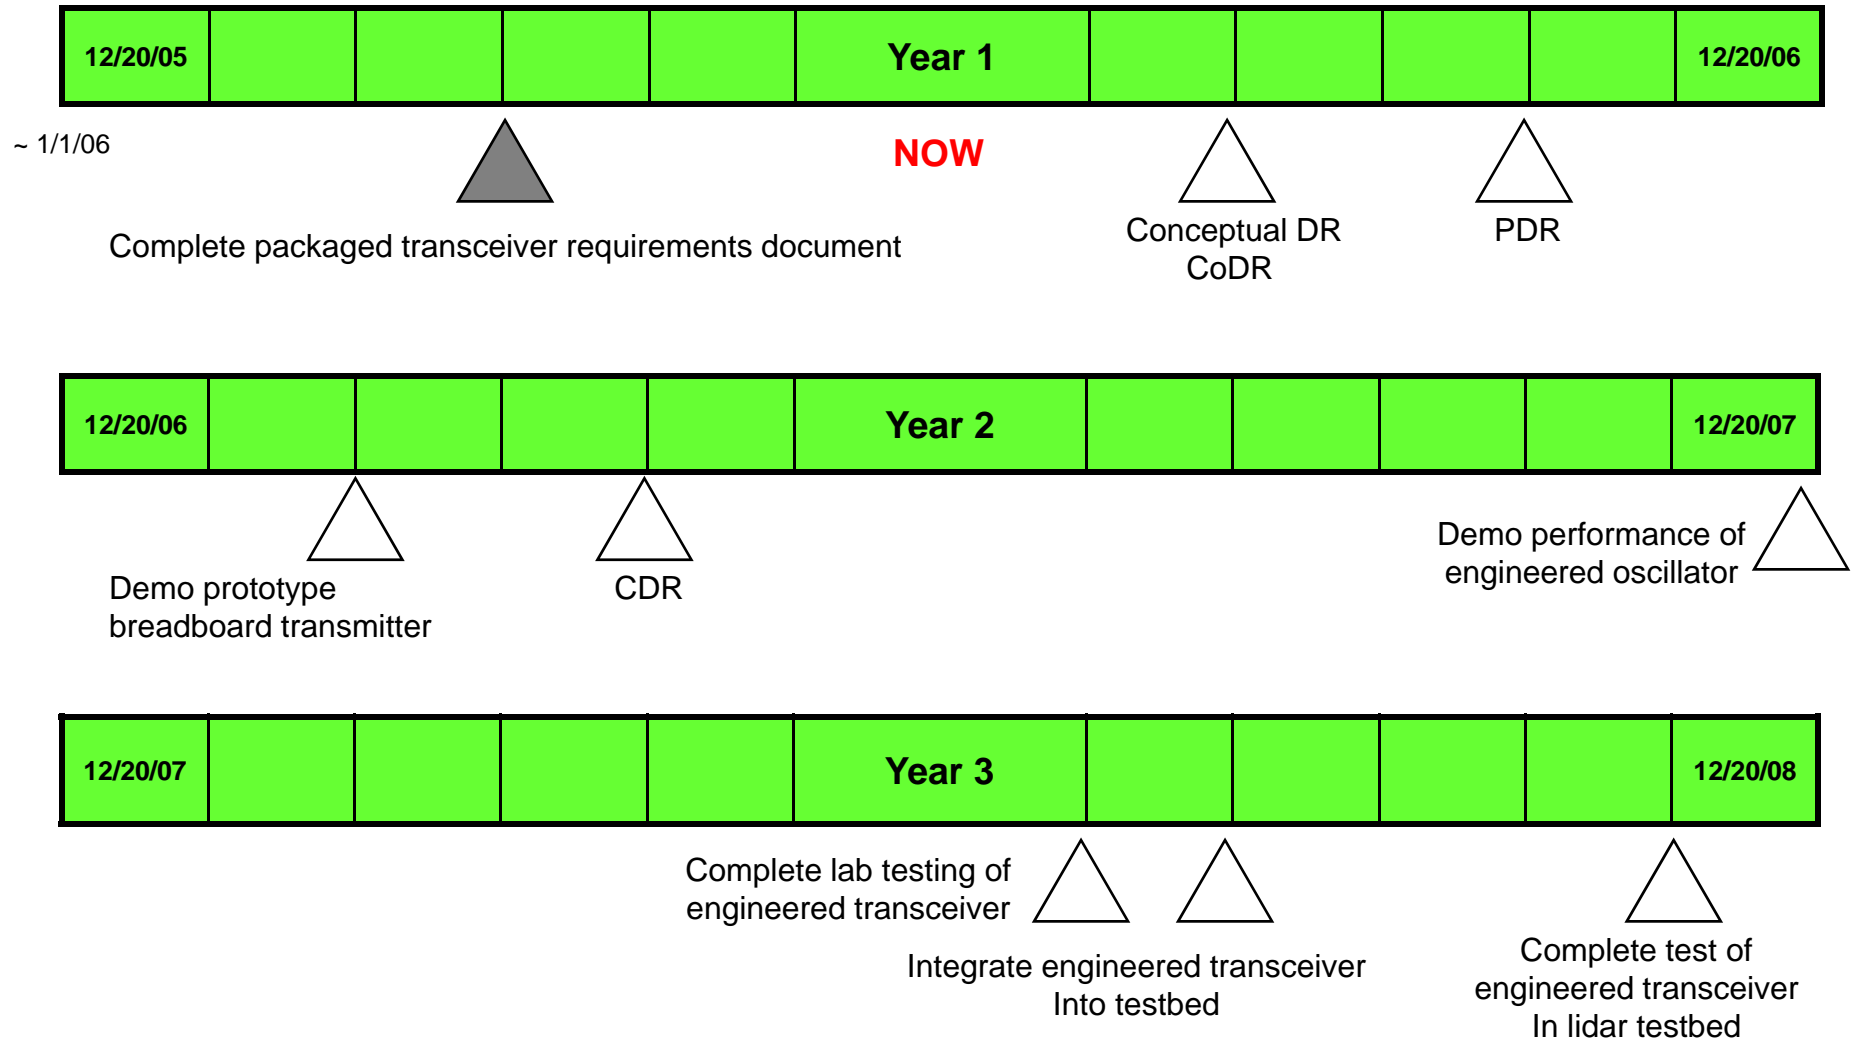 12/20/05
Year 1
12/20/06
~ 1/1/06
NOW
Complete packaged transceiver requirements document
Conceptual DR
CoDR
PDR
12/20/06
Year 2
12/20/07
Demo prototype
breadboard transmitter
CDR
Demo performance of
engineered oscillator
12/20/07
Year 3
12/20/08
Complete lab testing of
engineered transceiver
Integrate engineered transceiver
Into testbed
Complete test of
engineered transceiver
In lidar testbed